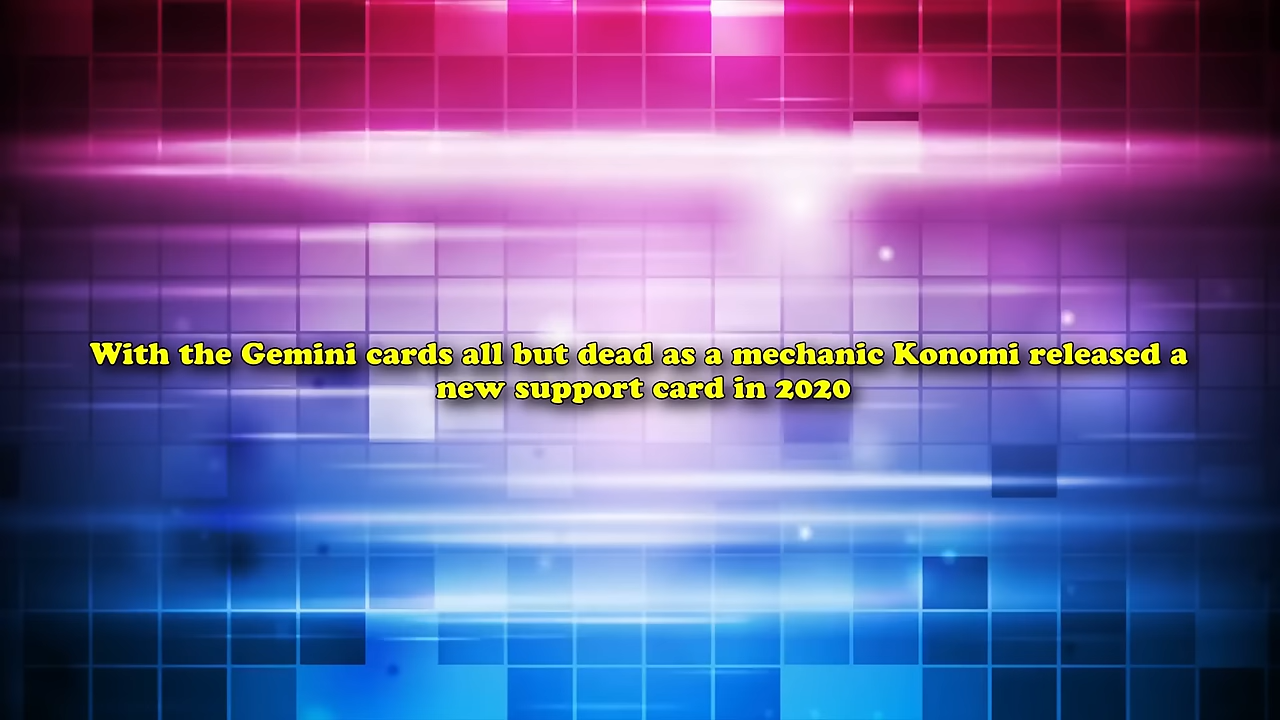 With the Gemini cards all but dead as a mechanic Konomi released a
new support card in 2020